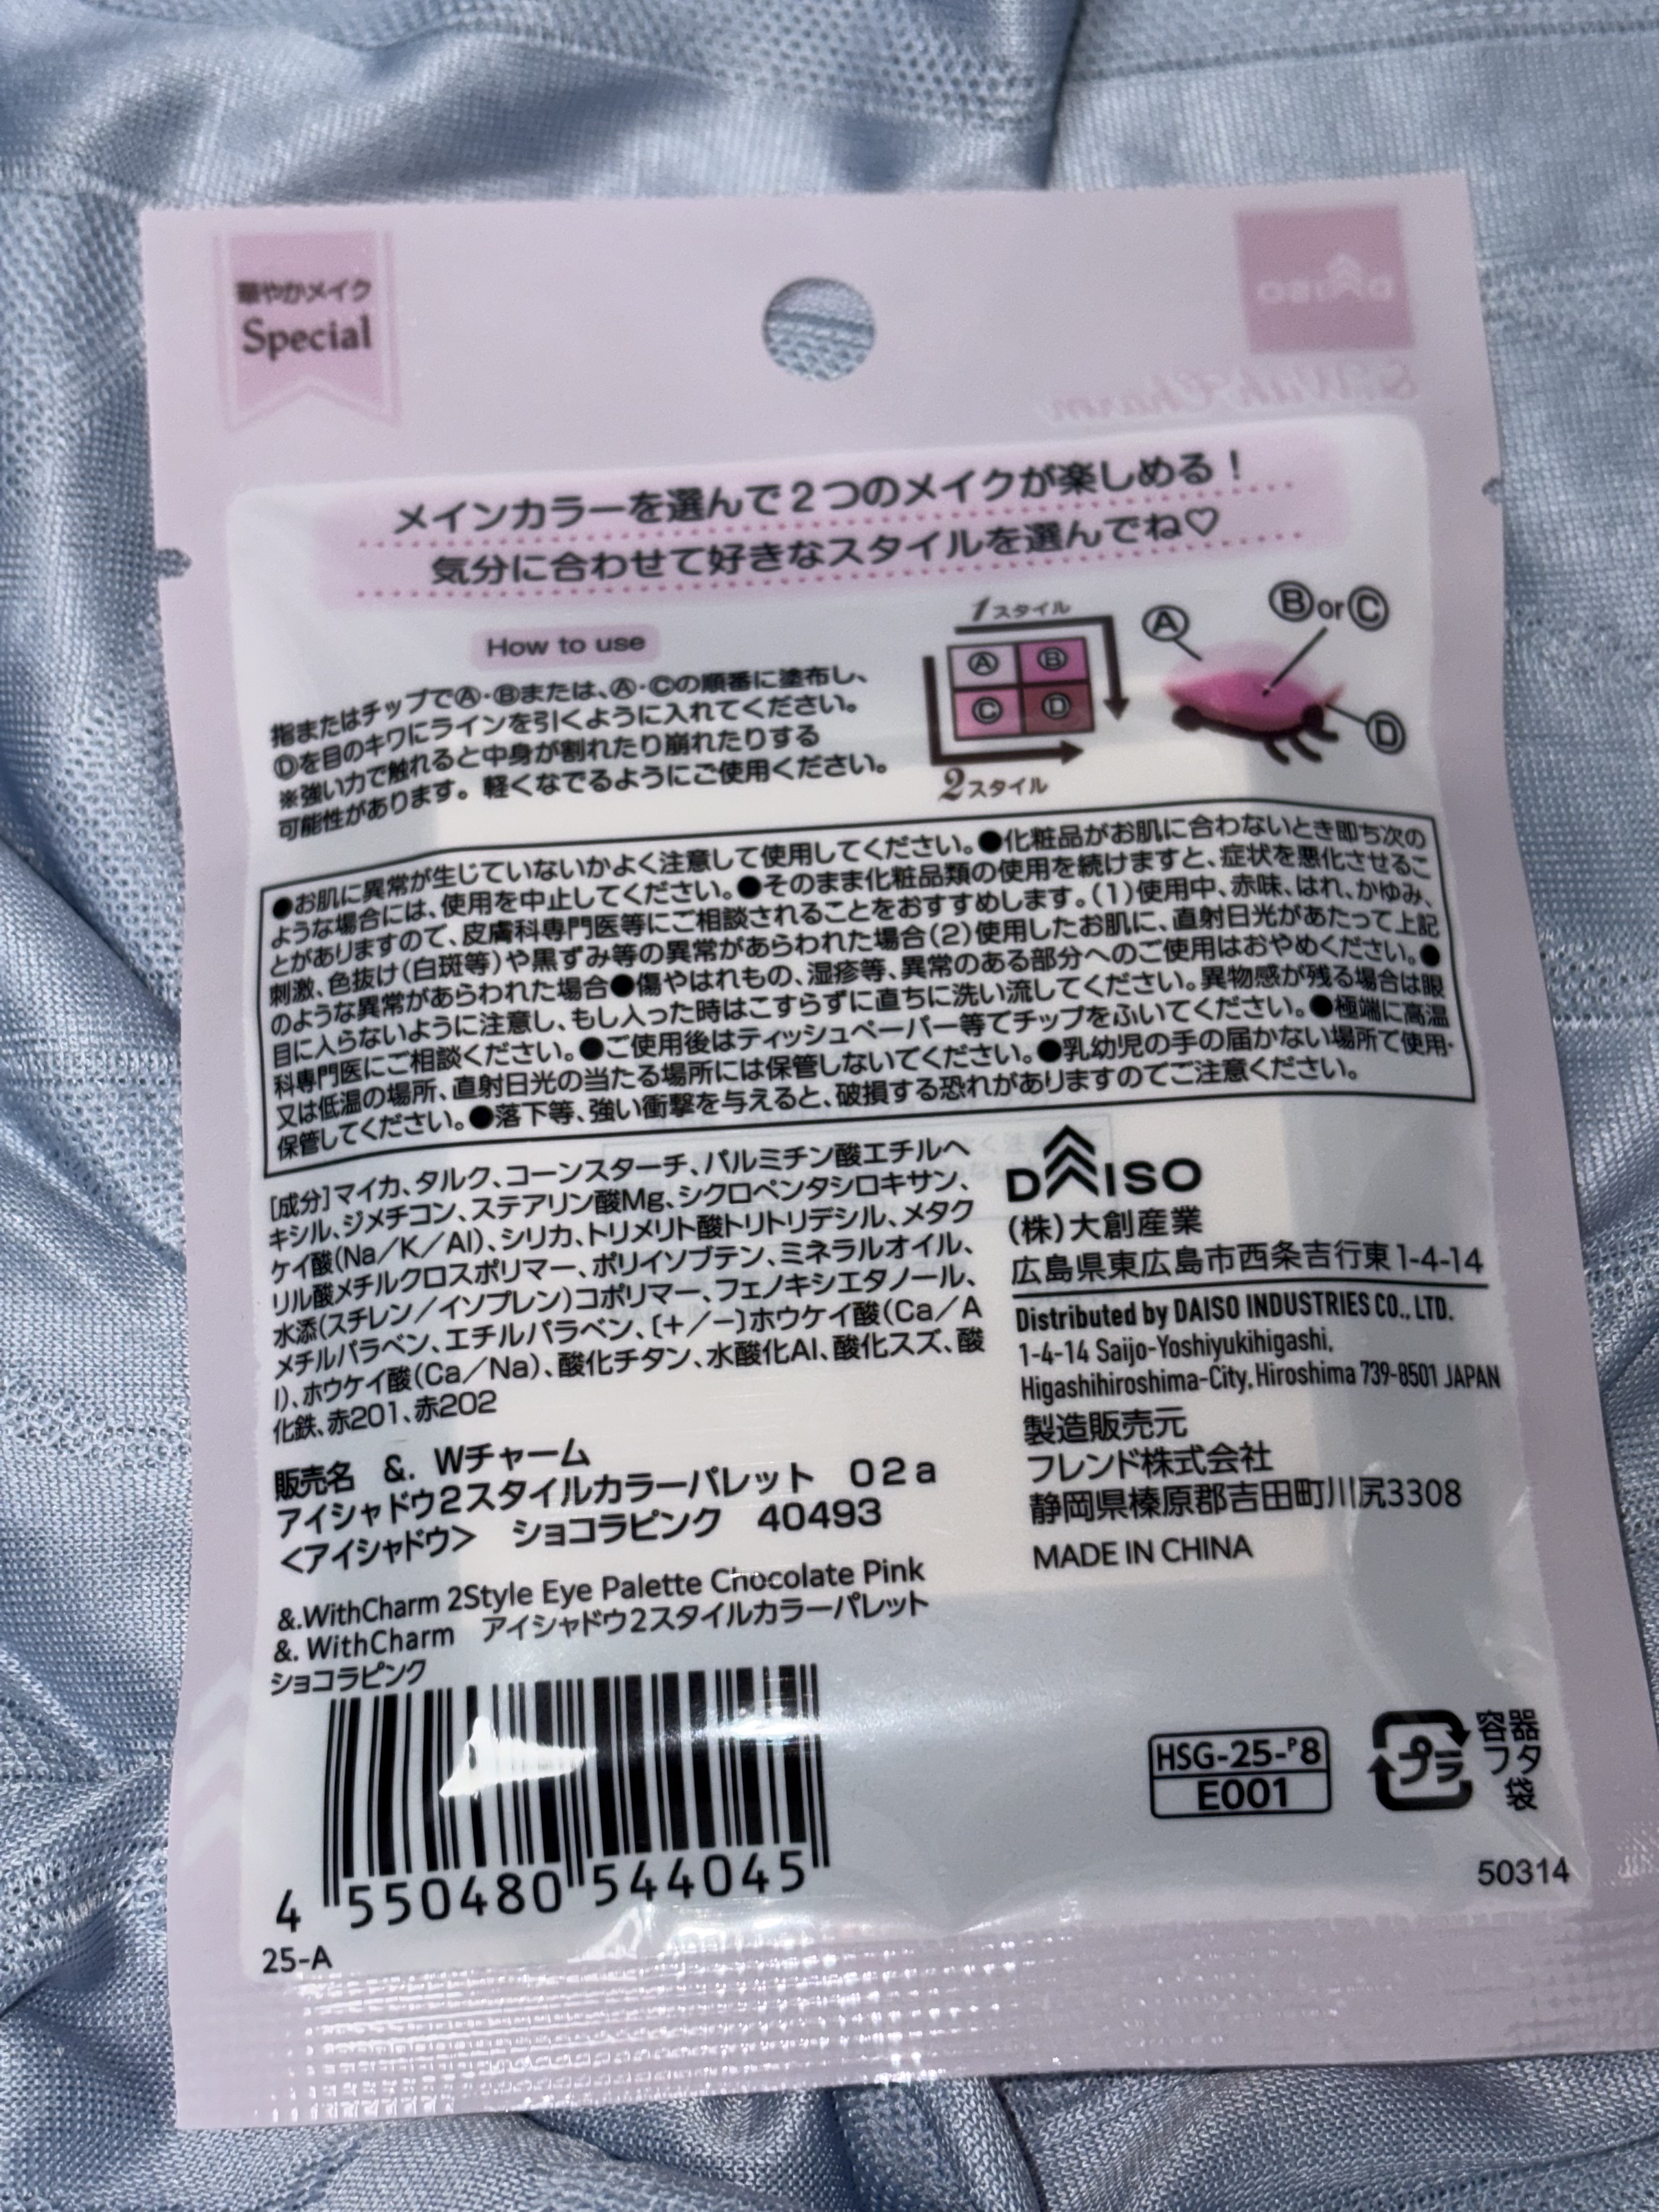 華やかメイク
Special
DAISO
&.WithCharm
メインカラーを選んで2つのメイクが楽しめる！
気分に合わせて好きなスタイルを選んでね♡
How to use
指またはチップでⒶ・Ⓑまたは、Ⓐ・Ⓒの順番に塗布し、
Ⓓを目のキワにラインを引くように入れてください。
※強い力で触れると中身が割れたり崩れたりする
可能性があります。軽くなでるようにご使用ください。
1スタイル
Ⓐ Ⓑ
Ⓒ Ⓓ
2スタイル
Ⓐ
ⒷorⒸ
Ⓓ
●お肌に異常が生じていないかよく注意して使用してください。●化粧品がお肌に合わないとき即ち次の
ような場合には、使用を中止してください。●そのまま化粧品類の使用を続けますと、症状を悪化させるこ
とがありますので、皮膚科専門医等にご相談されることをおすすめします。(1)使用中、赤味、はれ、かゆみ、
刺激、色抜け(白斑等)や黒ずみ等の異常があらわれた場合(2)使用したお肌に、直射日光があたって上記
のような異常があらわれた場合●傷やはれもの、湿疹等、異常のある部分へのご使用はおやめください。●
目に入らないように注意し、もし入った時はこすらずに直ちに洗い流してください。異物感が残る場合は眼
科専門医にご相談ください。●ご使用後はティッシュペーパー等でチップをふいてください。●極端に高温
又は低温の場所、直射日光の当たる場所には保管しないでください。●乳幼児の手の届かない場所で使用・
保管してください。●落下等、強い衝撃を与えると、破損する恐れがありますのでご注意ください。
[成分]マイカ、タルク、コーンスターチ、パルミチン酸エチルヘ
キシル、ジメチコン、ステアリン酸Mg、シクロペンタシロキサン、
ケイ酸(Na／K／Al)、シリカ、トリメリト酸トリトリデシル、メタク
リル酸メチルクロスポリマー、ポリイソブテン、ミネラルオイル、
水添(スチレン／イソプレン)コポリマー、フェノキシエタノール、
メチルパラベン、エチルパラベン、[＋／－]ホウケイ酸(Ca／A
l)、ホウケイ酸(Ca／Na)、酸化チタン、水酸化Al、酸化スズ、酸
化鉄、赤201、赤202
販売名 &. Wチャーム
アイシャドウ2スタイルカラーパレット 02a
<アイシャドウ> ショコラピンク 40493
&.WithCharm 2Style Eye Palette Chocolate Pink
&. WithCharm アイシャドウ2スタイルカラーパレット
ショコラピンク
4 550480 544045
25-A
DAISO
(株)大創産業
広島県東広島市西条吉行東1-4-14
Distributed by DAISO INDUSTRIES CO., LTD.
1-4-14 Saijo-Yoshiyukihigashi,
Higashihiroshima-City, Hiroshima 739-8501 JAPAN
製造販売元
フレンド株式会社
静岡県榛原郡吉田町川尻3308
MADE IN CHINA
HSG-25-P8
E001
プラ
容器
フタ
袋
50314